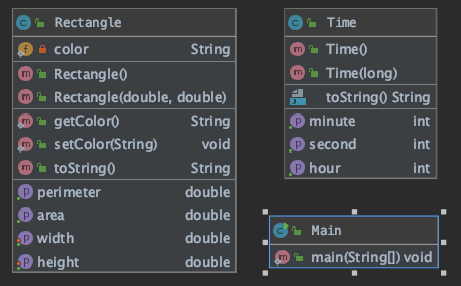 Rectangle
color String
Rectangle()
Rectangle(double, double)
getColor() String
setColor(String) void
toString() String
perimeter double
area double
width double
height double
Time
Time()
Time(long)
toString() String
minute int
second int
hour int
Main
main(String[]) void